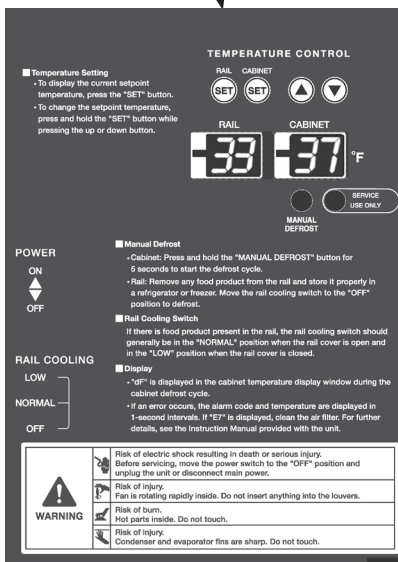 TEMPERATURE CONTROL
■ Temperature Setting
• To display the current setpoint
temperature, press the "SET" button.
• To change the setpoint temperature,
press and hold the "SET" button while
pressing the up or down button.
RAIL CABINET
SET SET
RAIL CABINET
33 37 °F
MANUAL
DEFROST
SERVICE
USE ONLY
POWER
ON
OFF
■ Manual Defrost
• Cabinet: Press and hold the "MANUAL DEFROST" button for
5 seconds to start the defrost cycle.
• Rail: Remove any food product from the rail and store it properly in
a refrigerator or freezer. Move the rail cooling switch to the "OFF"
position to defrost.
■ Rail Cooling Switch
If there is food product present in the rail, the rail cooling switch should
generally be in the "NORMAL" position when the rail cover is open and
in the "LOW" position when the rail cover is closed.
RAIL COOLING
LOW
NORMAL
OFF
■ Display
• "dF" is displayed in the cabinet temperature display window during the
cabinet defrost cycle.
• If an error occurs, the alarm code and temperature are displayed in
1-second intervals. If "E7" is displayed, clean the air filter. For further
details, see the Instruction Manual provided with the unit.
WARNING
Risk of electric shock resulting in death or serious injury.
Before servicing, move the power switch to the "OFF" position and
unplug the unit or disconnect main power.
Risk of injury.
Fan is rotating rapidly inside. Do not insert anything into the louvers.
Risk of burn.
Hot parts inside. Do not touch.
Risk of injury.
Condenser and evaporator fins are sharp. Do not touch.